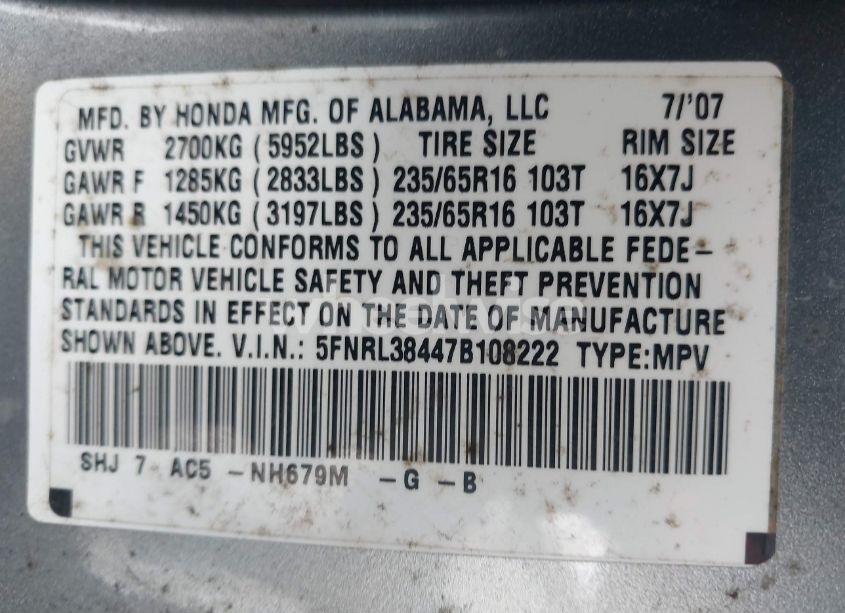 MFD. BY HONDA MFG. OF ALABAMA, LLC 7/'07
GVWR 2700KG ( 5952LBS ) TIRE SIZE RIM SIZE
GAWR F 1285KG ( 2833LBS ) 235/65R16 103T 16X7J
GAWR R 1450KG ( 3197LBS ) 235/65R16 103T 16X7J
THIS VEHICLE CONFORMS TO ALL APPLICABLE FEDE-
RAL MOTOR VEHICLE SAFETY AND THEFT PREVENTION
STANDARDS IN EFFECT ON THE DATE OF MANUFACTURE
SHOWN ABOVE. V.I.N.: 5FNRL38447B108222 TYPE:MPV
SHJ 7 AC5 -NH679M -G -B